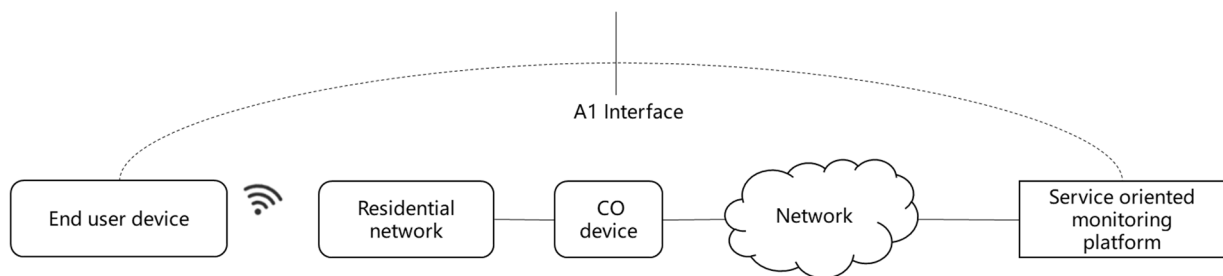 A1 Interface
End user device
Residential
network
CO
device
Network
Service oriented
monitoring
platform